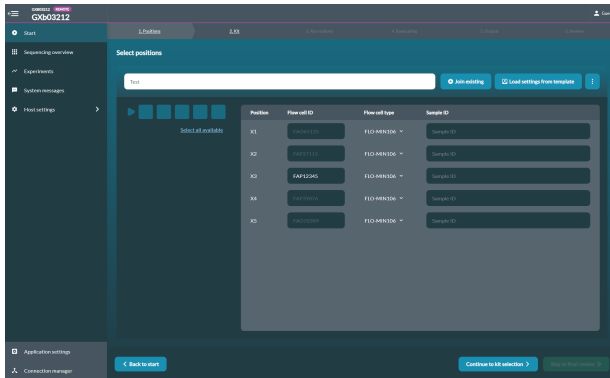 GXb03212 REMOTE
GXb03212
Start
Sequencing overview
Experiments
System messages
Host settings
Application settings
Connection manager
1. Positions
2. Kit
Select positions
Test
Join existing
Load settings from template
Select all available
Position Flow cell ID Flow cell type Sample ID
X1 FLO-MIN106 Sample ID
X2 FLO-MIN106 Sample ID
X3 FAP12345 FLO-MIN106 Sample ID
X4 FLO-MIN106 Sample ID
X5 FLO-MIN106 Sample ID
Back to start
Continue to kit selection